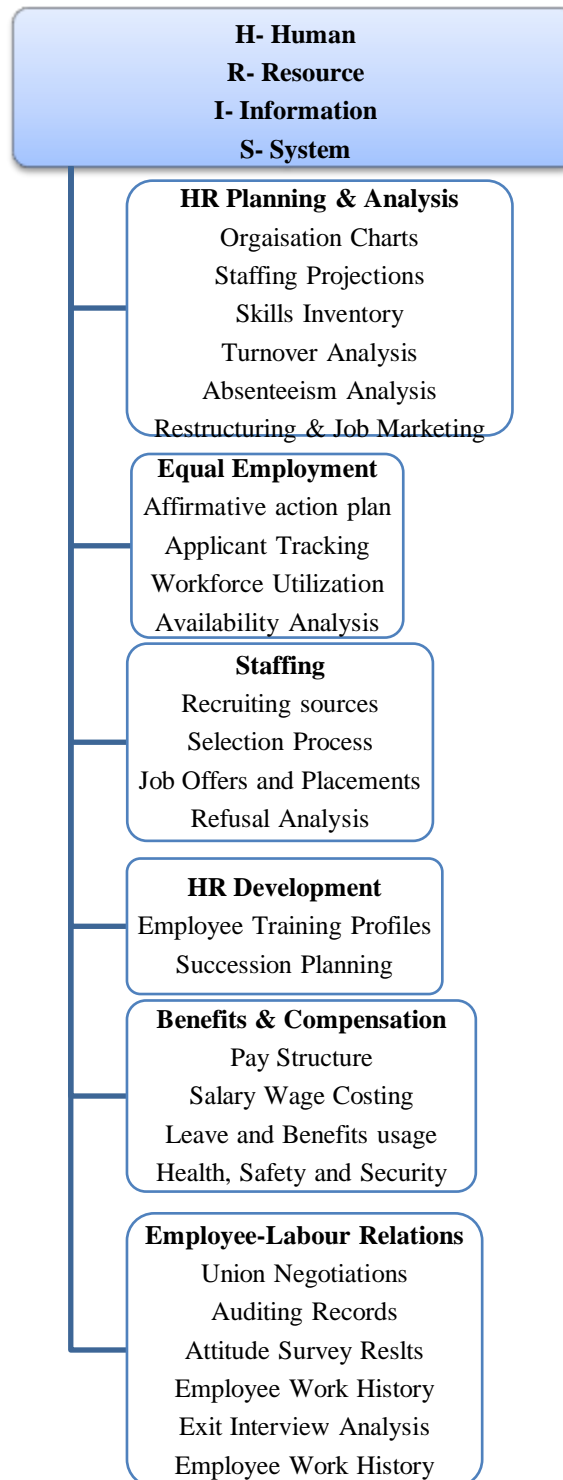 H- Human
R- Resource
I- Information
S- System
HR Planning & Analysis
Orgaisation Charts
Staffing Projections
Skills Inventory
Turnover Analysis
Absenteeism Analysis
Restructuring & Job Marketing
Equal Employment
Affirmative action plan
Applicant Tracking
Workforce Utilization
Availability Analysis
Staffing
Recruiting sources
Selection Process
Job Offers and Placements
Refusal Analysis
HR Development
Employee Training Profiles
Succession Planning
Benefits & Compensation
Pay Structure
Salary Wage Costing
Leave and Benefits usage
Health, Safety and Security
Employee-Labour Relations
Union Negotiations
Auditing Records
Attitude Survey Reslts
Employee Work History
Exit Interview Analysis
Employee Work History